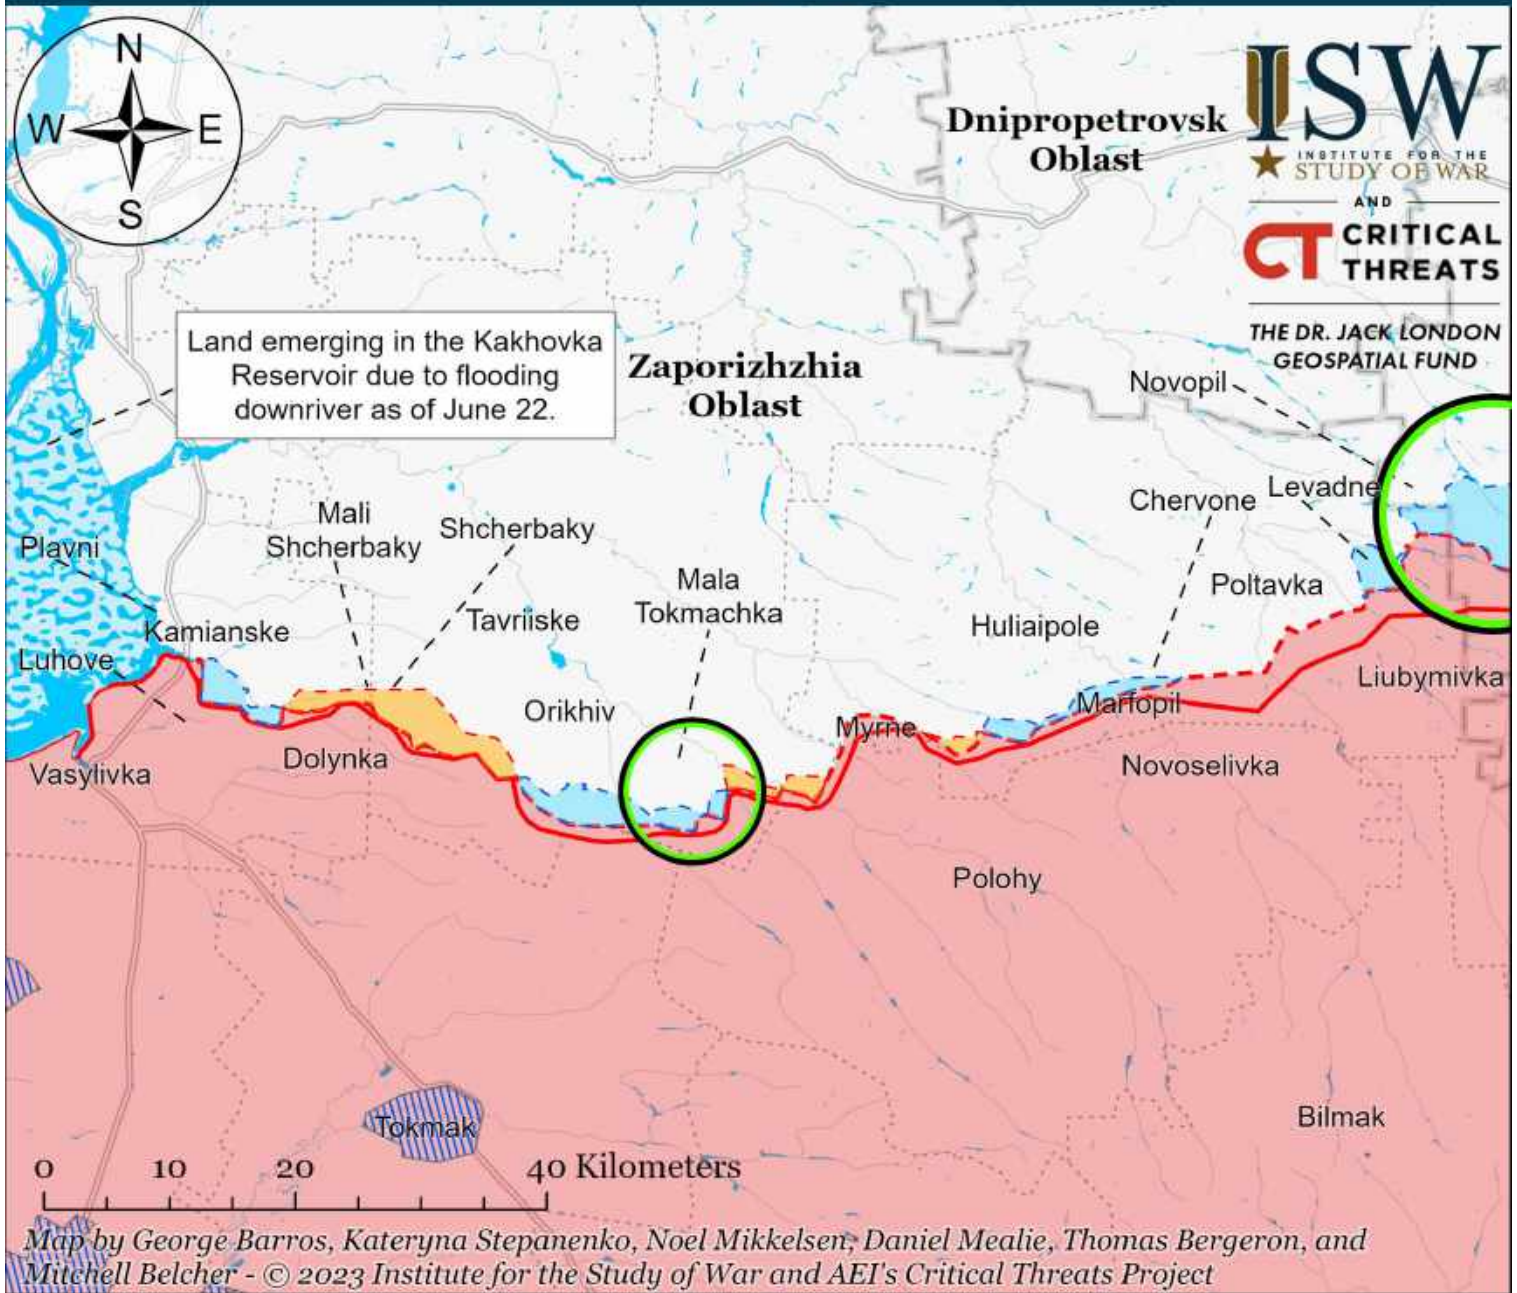 N
W
E
S
ISW
INSTITUTE FOR THE
STUDY OF WAR
AND
CT CRITICAL
THREATS
THE DR. JACK LONDON
GEOSPATIAL FUND
Dnipropetrovsk
Oblast
Land emerging in the Kakhovka
Reservoir due to flooding
downriver as of June 22.
Zaporizhzhia
Oblast
Novopil
Levadne
Chervone
Mali
Shcherbaky
Shcherbaky
Plavni
Mala
Tokmachka
Poltavka
Tavriiske
Huliaipole
Kamianske
Luhove
Liubymivka
Orikhiv
Marfopil
Myrne
Dolynka
Vasylivka
Novoselivka
Polohy
Bilmak
Tokmak
0 10 20 40 Kilometers
Map by George Barros, Kateryna Stepanenko, Noel Mikkelsen, Daniel Mealie, Thomas Bergeron, and
Mitchell Belcher - © 2023 Institute for the Study of War and AEI's Critical Threats Project